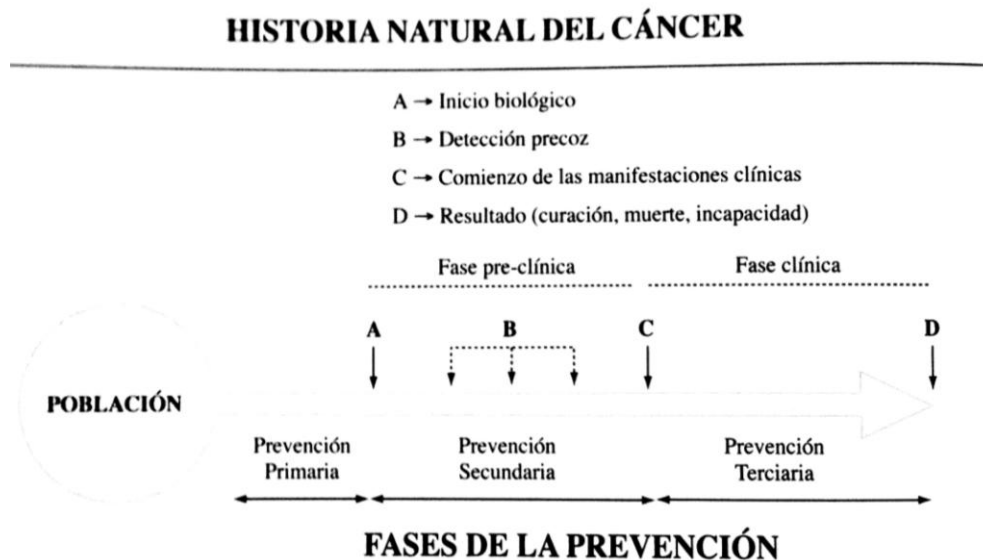 HISTORIA NATURAL DEL CÁNCER
A → Inicio biológico
B → Detección precoz
C → Comienzo de las manifestaciones clínicas
D → Resultado (curación, muerte, incapacidad)
Fase pre-clínica Fase clínica
A B C D
POBLACIÓN
Prevención Prevención Prevención
Primaria Secundaria Terciaria
FASES DE LA PREVENCIÓN